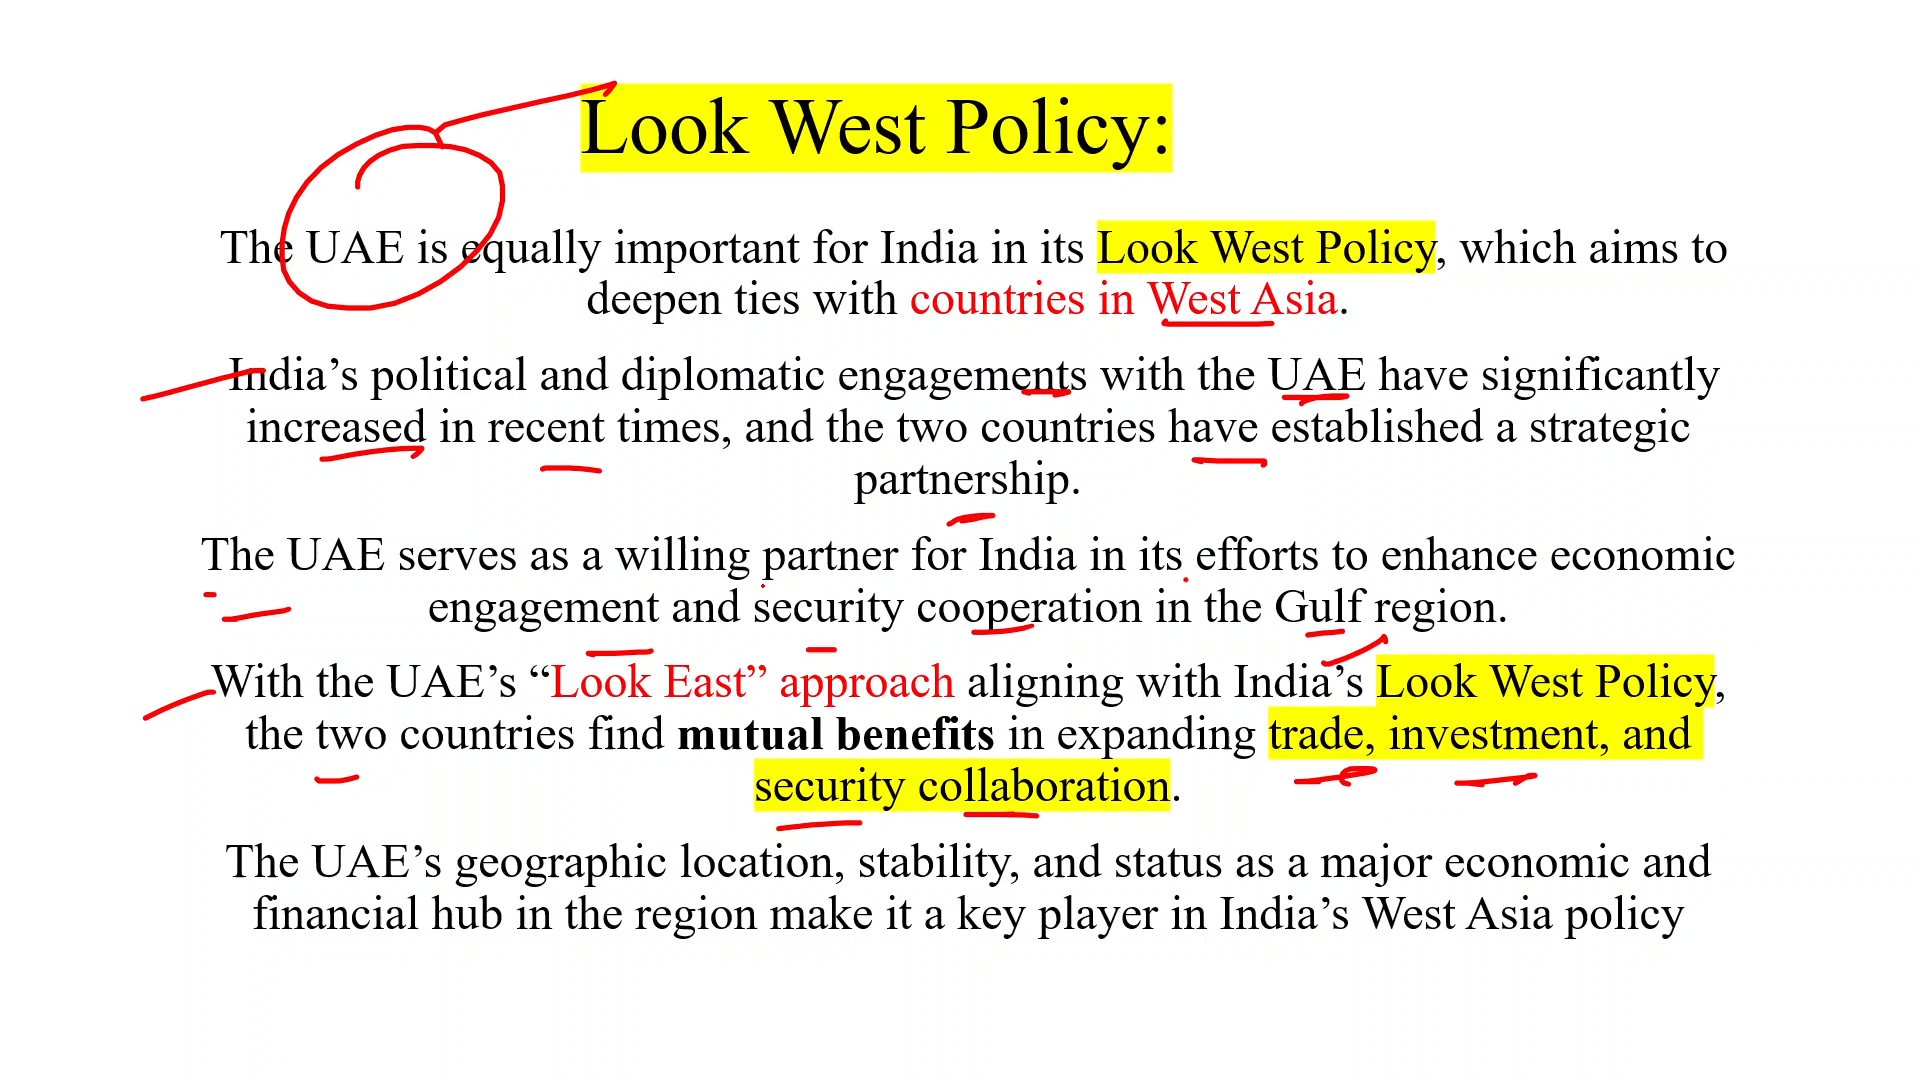 Look West Policy:
The UAE is equally important for India in its Look West Policy, which aims to
deepen ties with countries in West Asia.
India’s political and diplomatic engagements with the UAE have significantly
increased in recent times, and the two countries have established a strategic
partnership.
The UAE serves as a willing partner for India in its efforts to enhance economic
engagement and security cooperation in the Gulf region.
With the UAE’s “Look East” approach aligning with India’s Look West Policy,
the two countries find mutual benefits in expanding trade, investment, and
security collaboration.
The UAE’s geographic location, stability, and status as a major economic and
financial hub in the region make it a key player in India’s West Asia policy